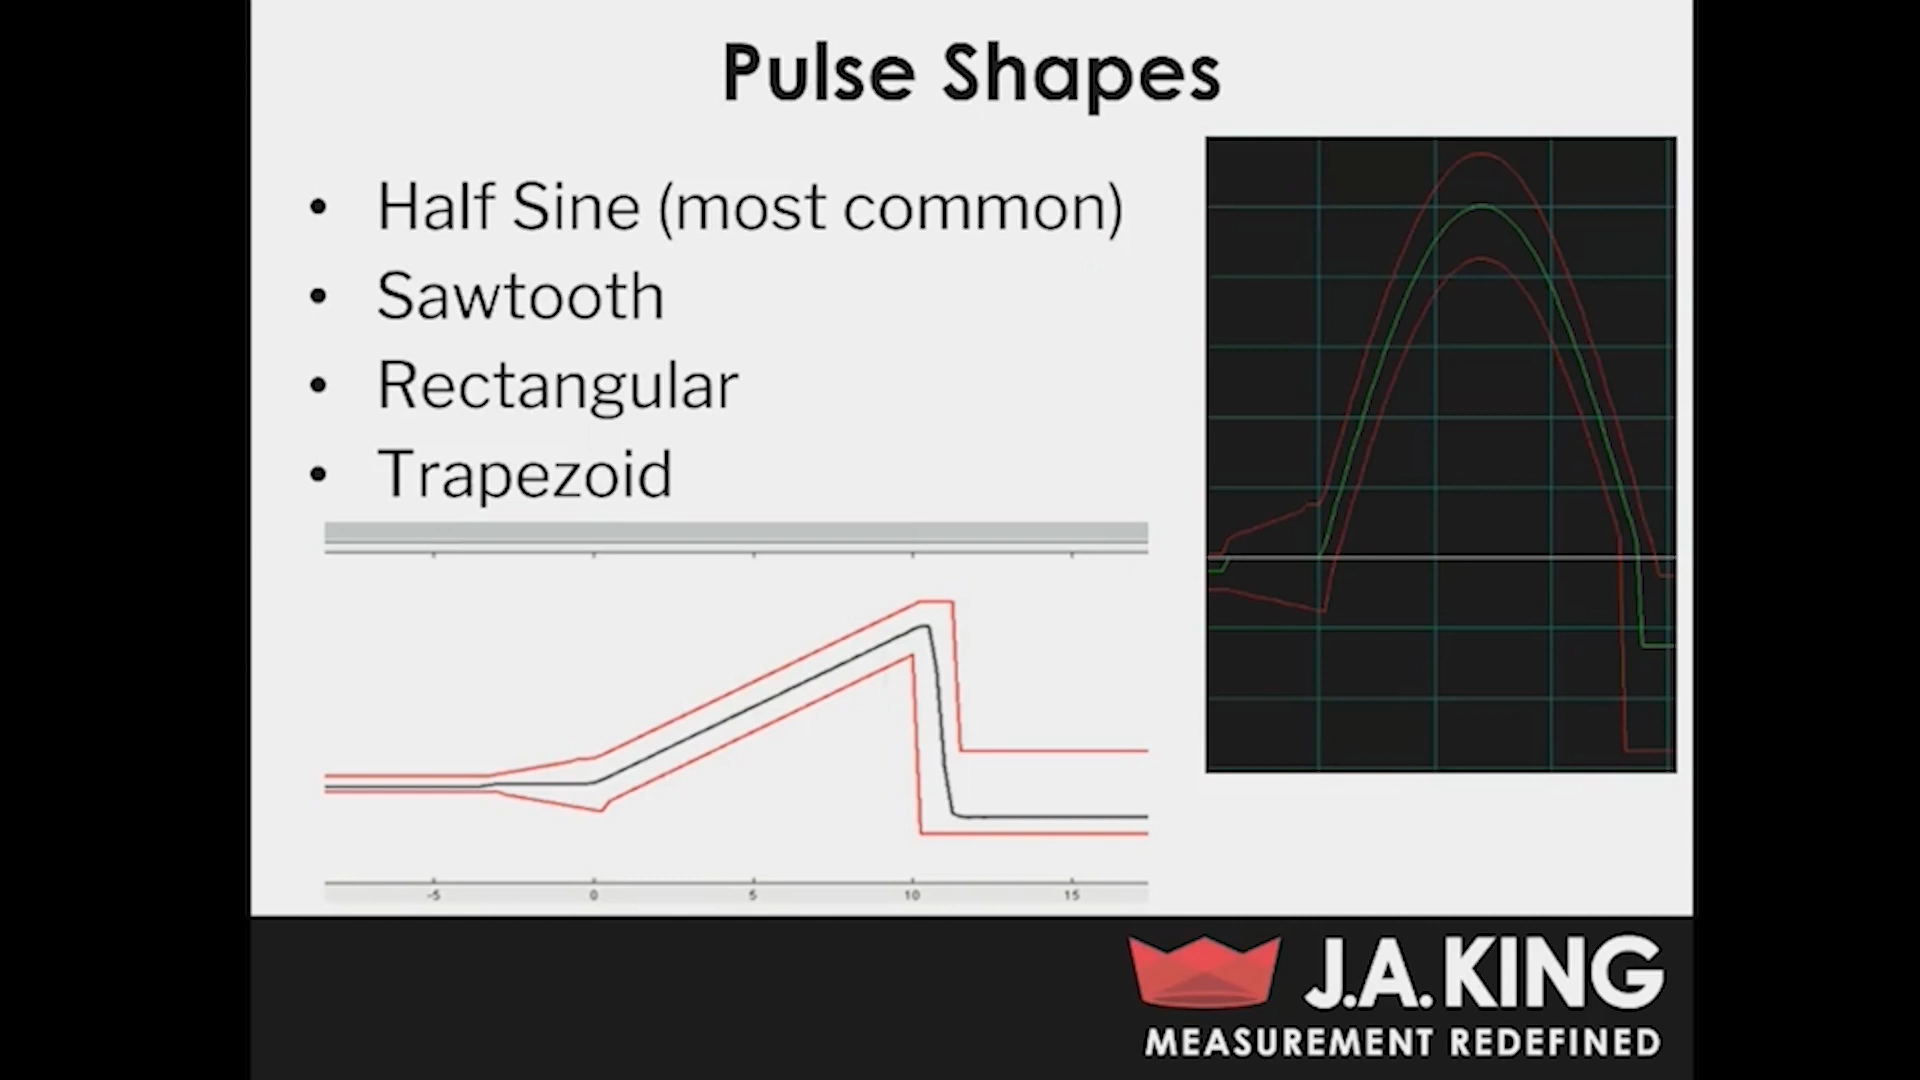 Pulse Shapes
• Half Sine (most common)
• Sawtooth
• Rectangular
• Trapezoid
-5 0 5 10 15
J.A. KING
MEASUREMENT REDEFINED